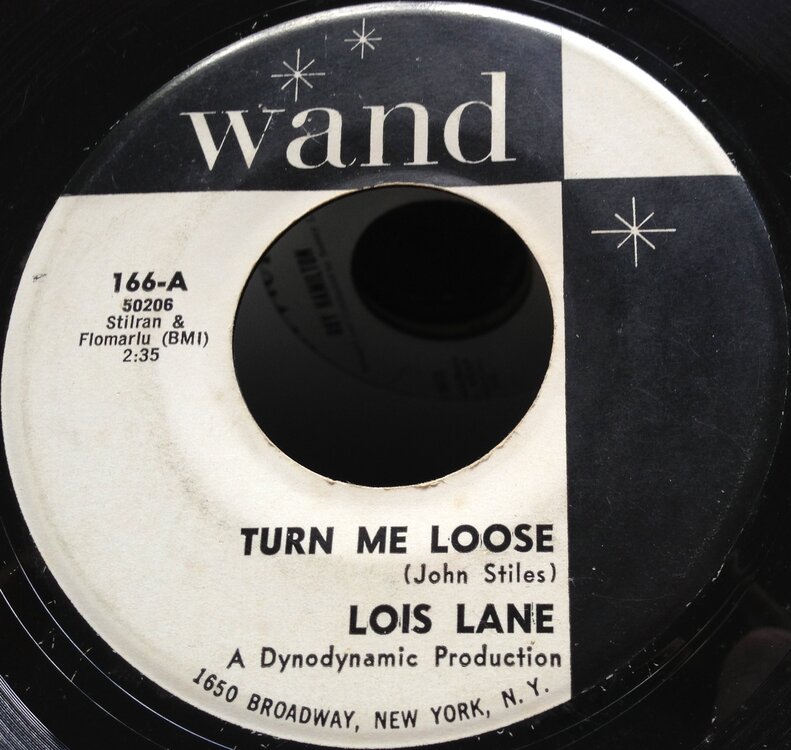 wand
166-A
50206
Stilran &
Flomarlu (BMI)
2:35
TURN ME LOOSE
(John Stiles)
LOIS LANE
A Dynodynamic Production
1650 BROADWAY, NEW YORK, N. Y.
HAMILTON